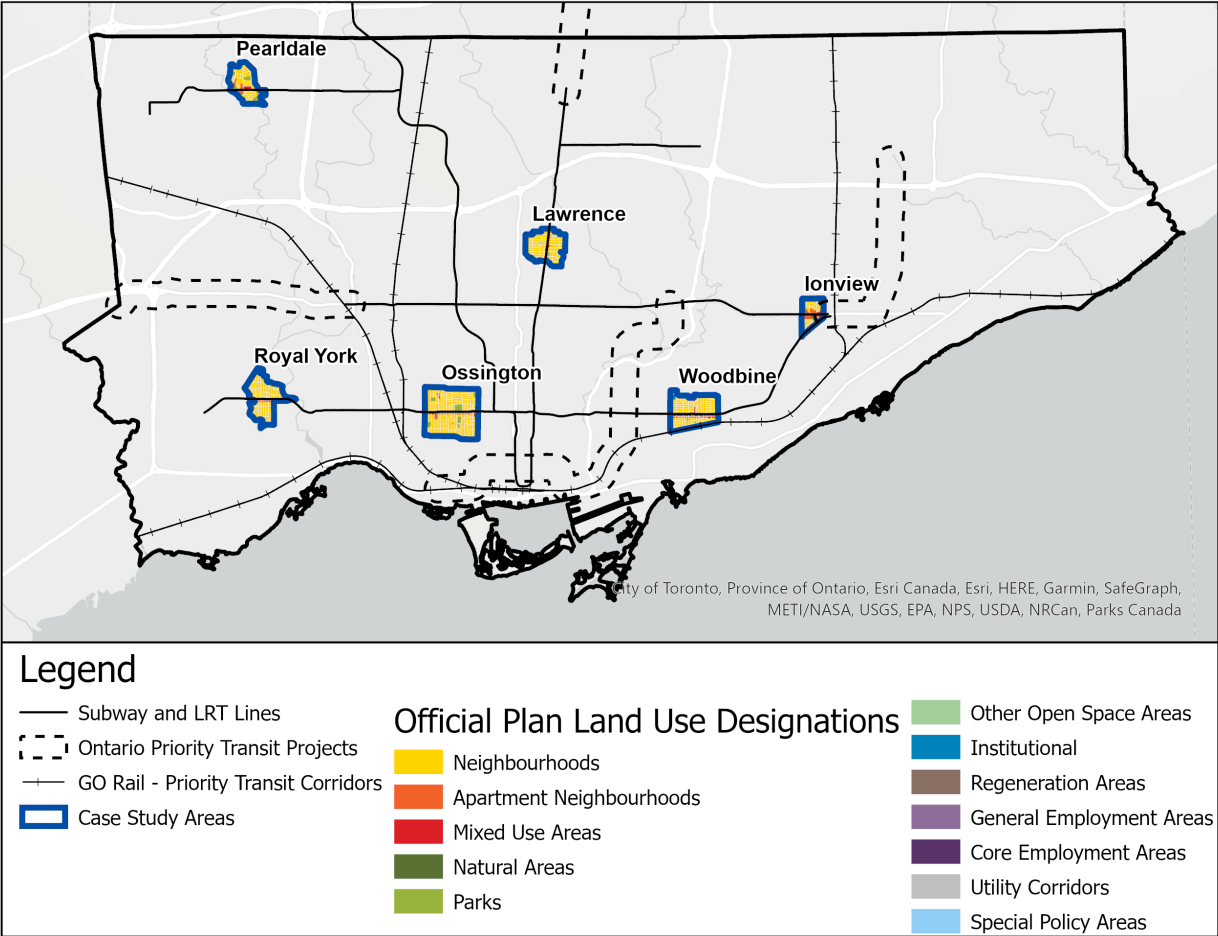 Pearldale
Lawrence
Ionview
Royal York
Ossington
Woodbine
City of Toronto, Province of Ontario, Esri Canada, Esri, HERE, Garmin, SafeGraph,
METI/NASA, USGS, EPA, NPS, USDA, NRCan, Parks Canada
Legend
Subway and LRT Lines
Ontario Priority Transit Projects
GO Rail - Priority Transit Corridors
Case Study Areas
Official Plan Land Use Designations
Neighbourhoods
Apartment Neighbourhoods
Mixed Use Areas
Natural Areas
Parks
Other Open Space Areas
Institutional
Regeneration Areas
General Employment Areas
Core Employment Areas
Utility Corridors
Special Policy Areas